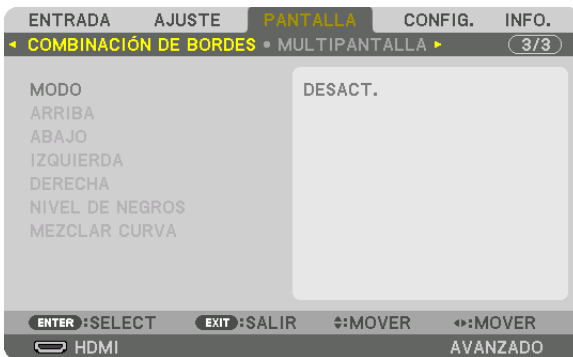 ENTRADA AJUSTE PANTALLA CONFIG. INFO.
COMBINACIÓN DE BORDES • MULTIPANTALLA 3/3
MODO DESACT.
ARRIBA
ABAJO
IZQUIERDA
DERECHA
NIVEL DE NEGROS
MEZCLAR CURVA
ENTER :SELECT EXIT :SALIR :MOVER :MOVER
HDMI AVANZADO